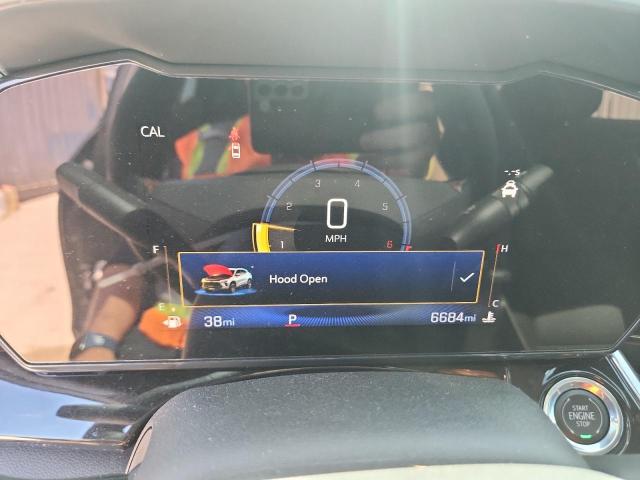 CAL
3 4
2 5
0
-.-s
1 MPH 6
F H
Hood Open
E C
38mi P 6684mi
START
ENGINE
STOP